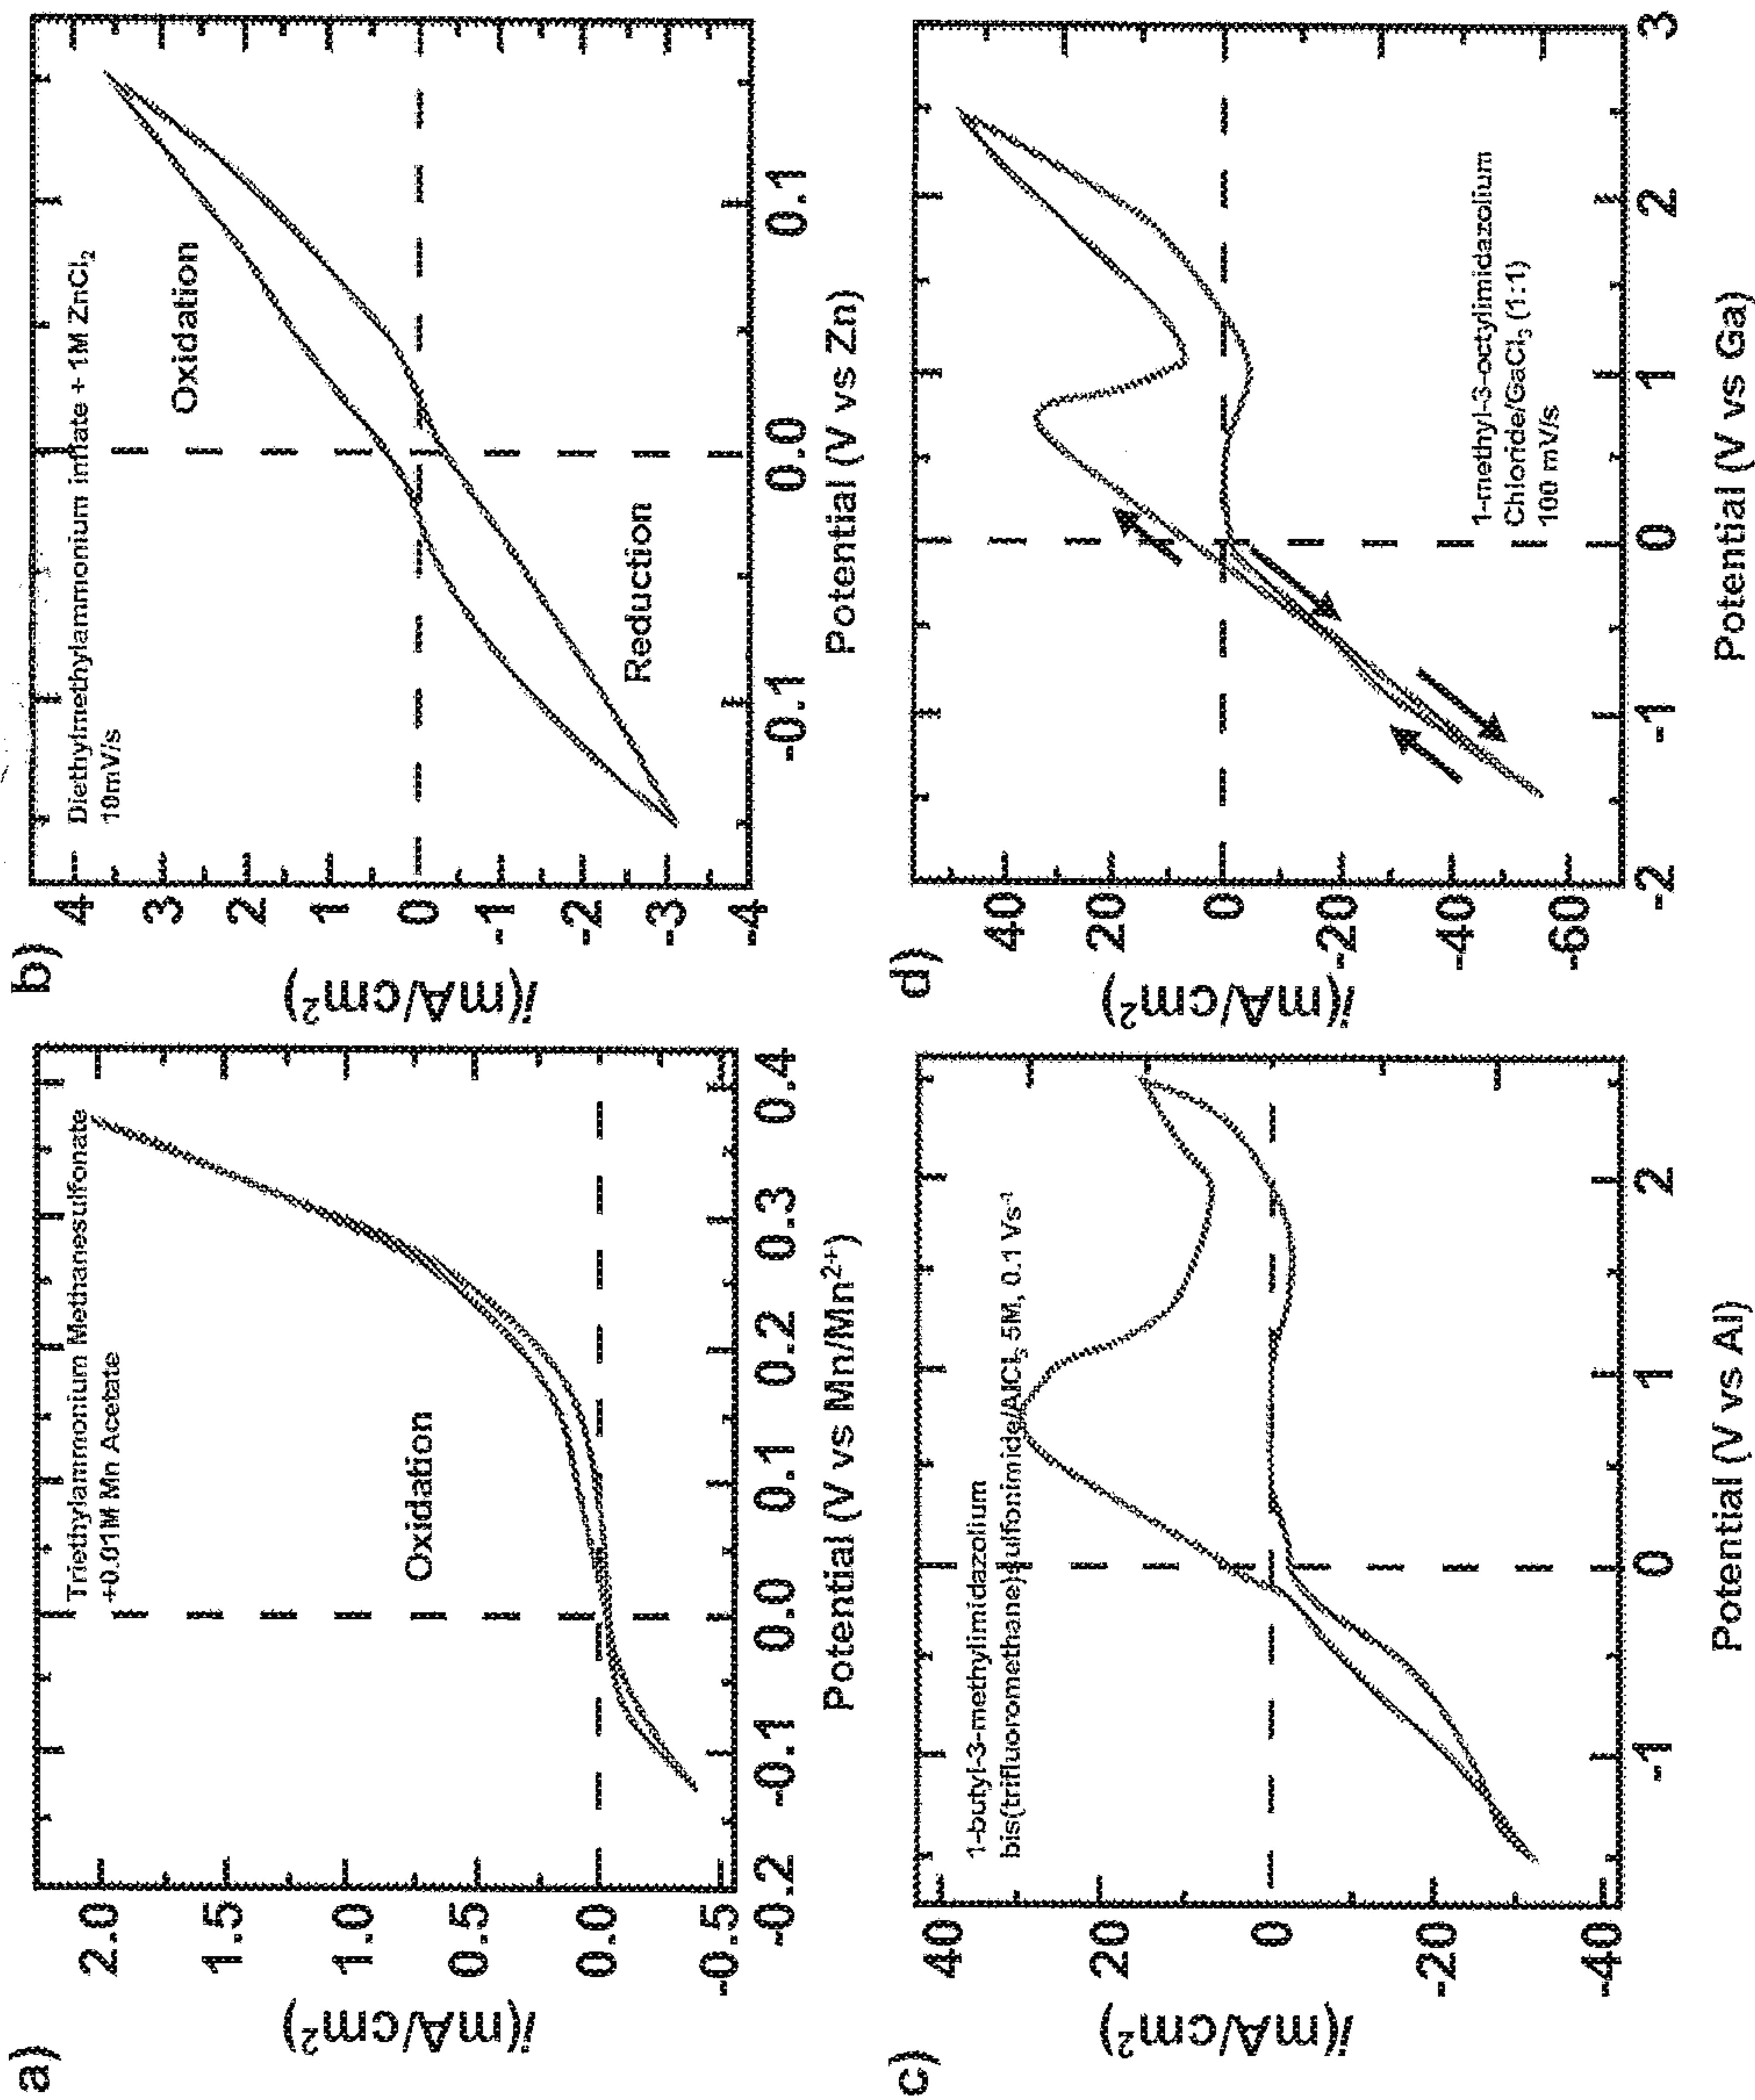 a)
Triethylammonium Methanesulfonate
+0.01M Mn Acetate
Oxidation
2.0
1.5
1.0
0.5
0.0
-0.5
i(mA/cm²)
-0.2 -0.1 0.0 0.1 0.2 0.3 0.4
Potential (V vs Mn/Mn²⁺)
b)
Diethylmethylammonium inflate + 1M ZnCl₂
10mV/s
Oxidation
Reduction
4
3
2
1
0
-1
-2
-3
-4
i(mA/cm²)
-0.1 0.0 0.1
Potential (V vs Zn)
c)
1-butyl-3-methylimidazolium
bis(trifluoromethane)sulfonimide/AlCl₃ 5M, 0.1 Vs⁻¹
40
20
0
-20
-40
i(mA/cm²)
-1 0 1 2
Potential (V vs Al)
d)
1-methyl-3-octylimidazolium
Chloride/GaCl₃ (1:1)
100 mV/s
40
20
0
-20
-40
-60
i(mA/cm²)
-2 -1 0 1 2 3
Potential (V vs Ga)